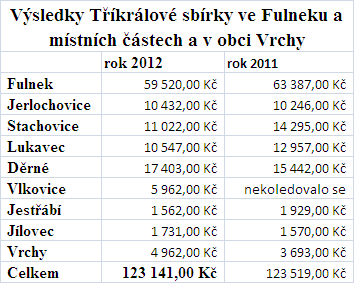 Výsledky Tříkrálové sbírky ve Fulneku a
místních částech a v obci Vrchy
rok 2012 rok 2011
Fulnek 59 520,00 Kč 63 387,00 Kč
Jerlochovice 10 432,00 Kč 10 246,00 Kč
Stachovice 11 022,00 Kč 14 295,00 Kč
Lukavec 10 547,00 Kč 12 957,00 Kč
Děrné 17 403,00 Kč 15 442,00 Kč
Vlkovice 5 962,00 Kč nekoledovalo se
Jestřábí 1 562,00 Kč 1 929,00 Kč
Jílovec 1 731,00 Kč 1 570,00 Kč
Vrchy 4 962,00 Kč 3 693,00 Kč
Celkem 123 141,00 Kč 123 519,00 Kč